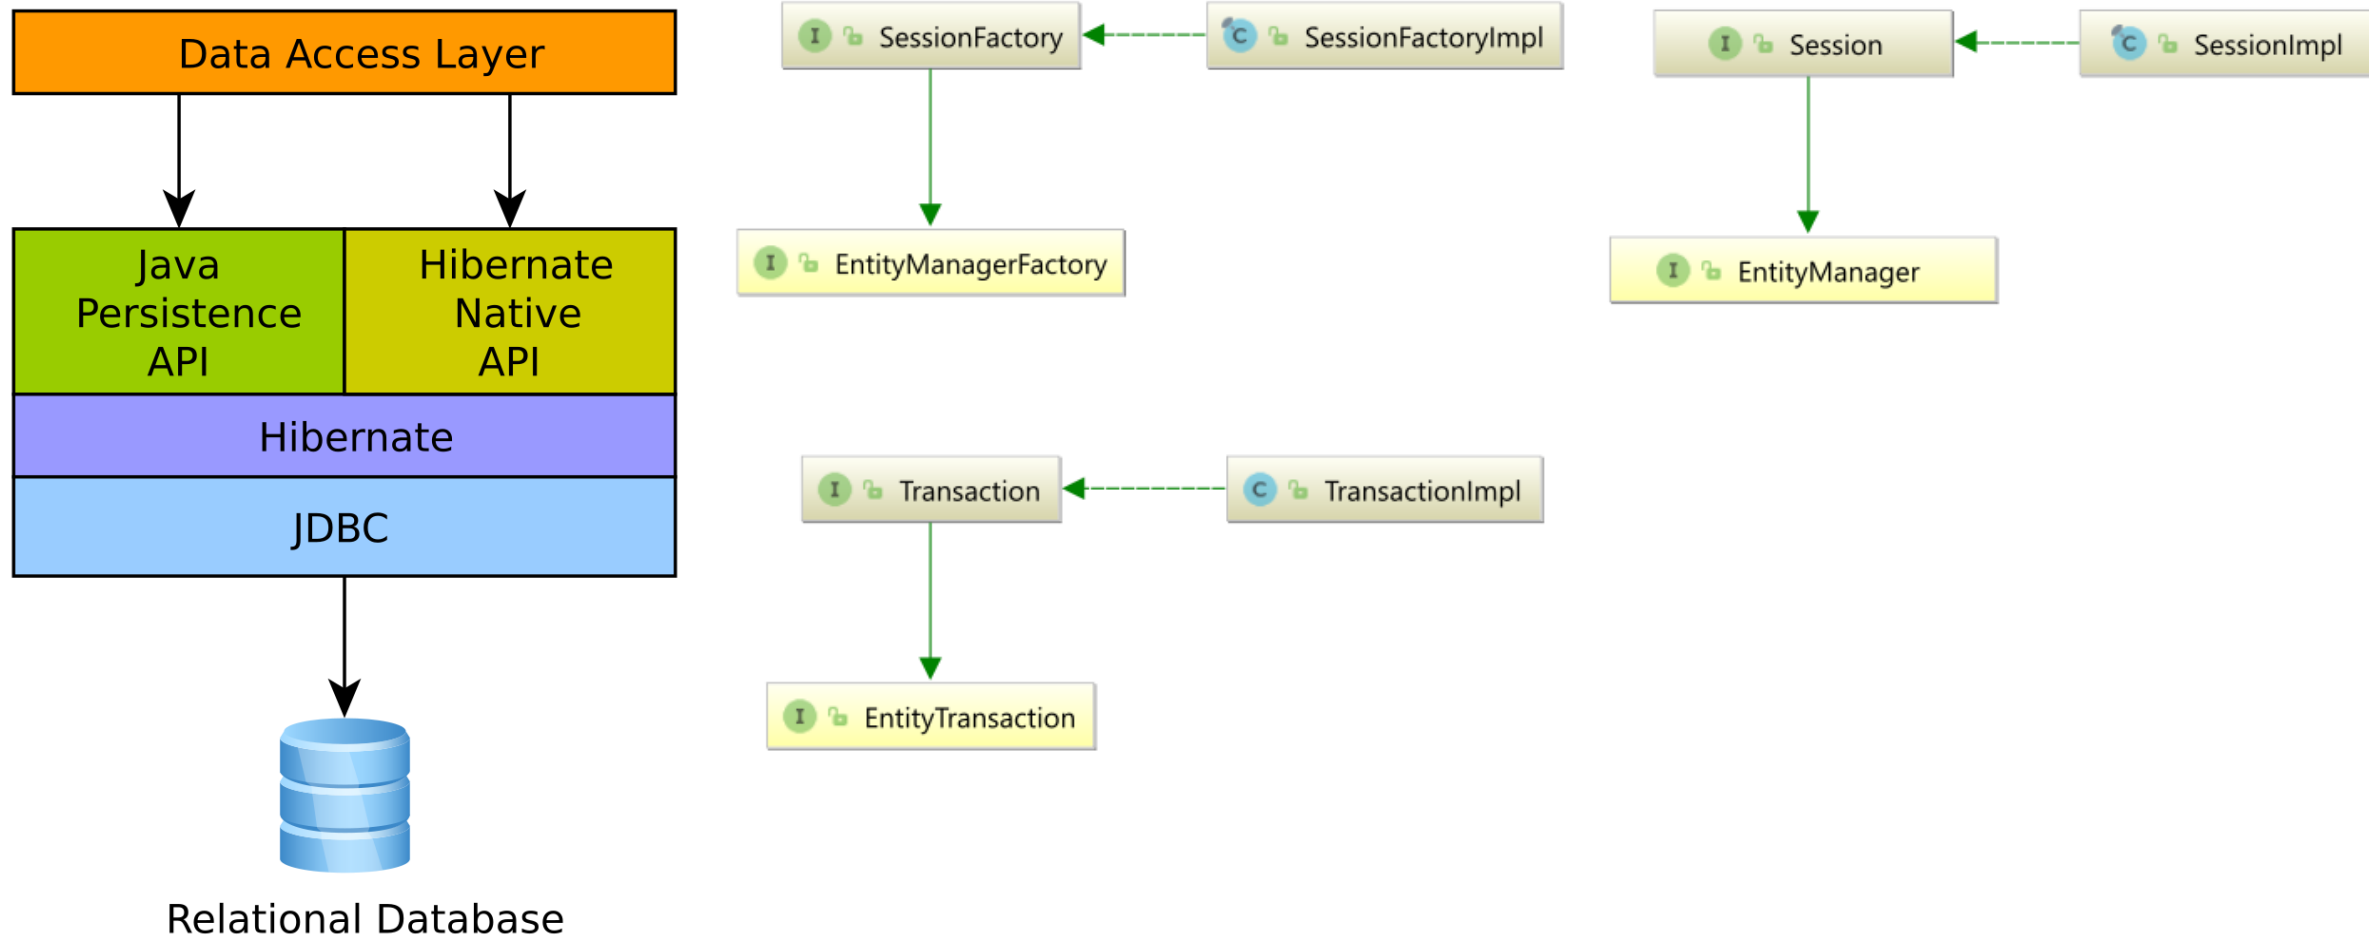 Data Access Layer
Java
Persistence
API
Hibernate
Native
API
Hibernate
JDBC
Relational Database
I SessionFactory
C SessionFactoryImpl
I EntityManagerFactory
I Session
C SessionImpl
I EntityManager
I Transaction
C TransactionImpl
I EntityTransaction